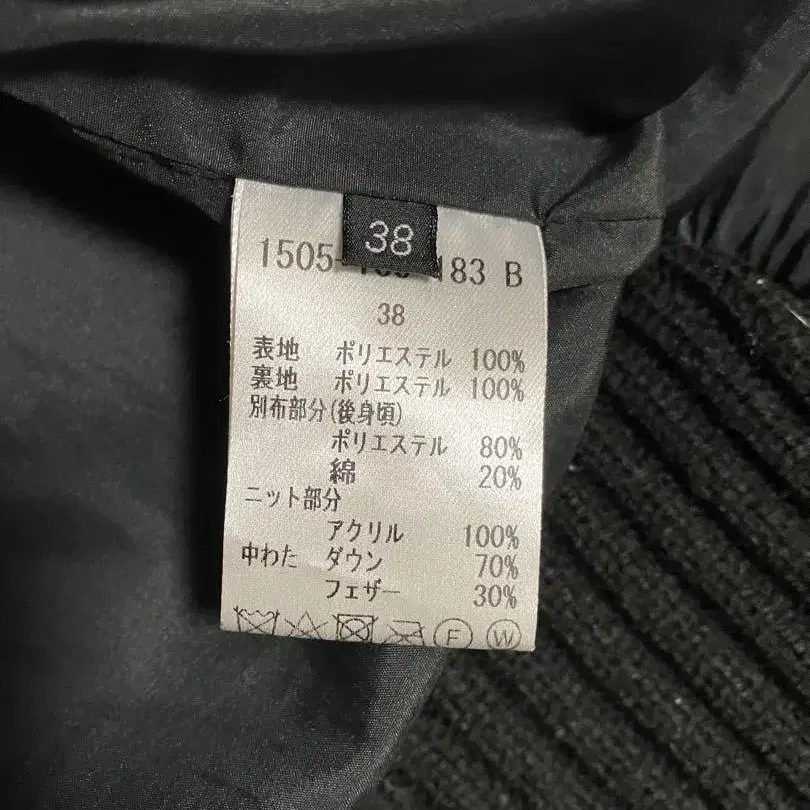 38
1505- 183 B
38
表地 ポリエステル 100%
裏地 ポリエステル 100%
別布部分(後身頃)
ポリエステル 80%
綿 20%
ニット部分
アクリル 100%
中わた ダウン 70%
フェザー 30%
F W